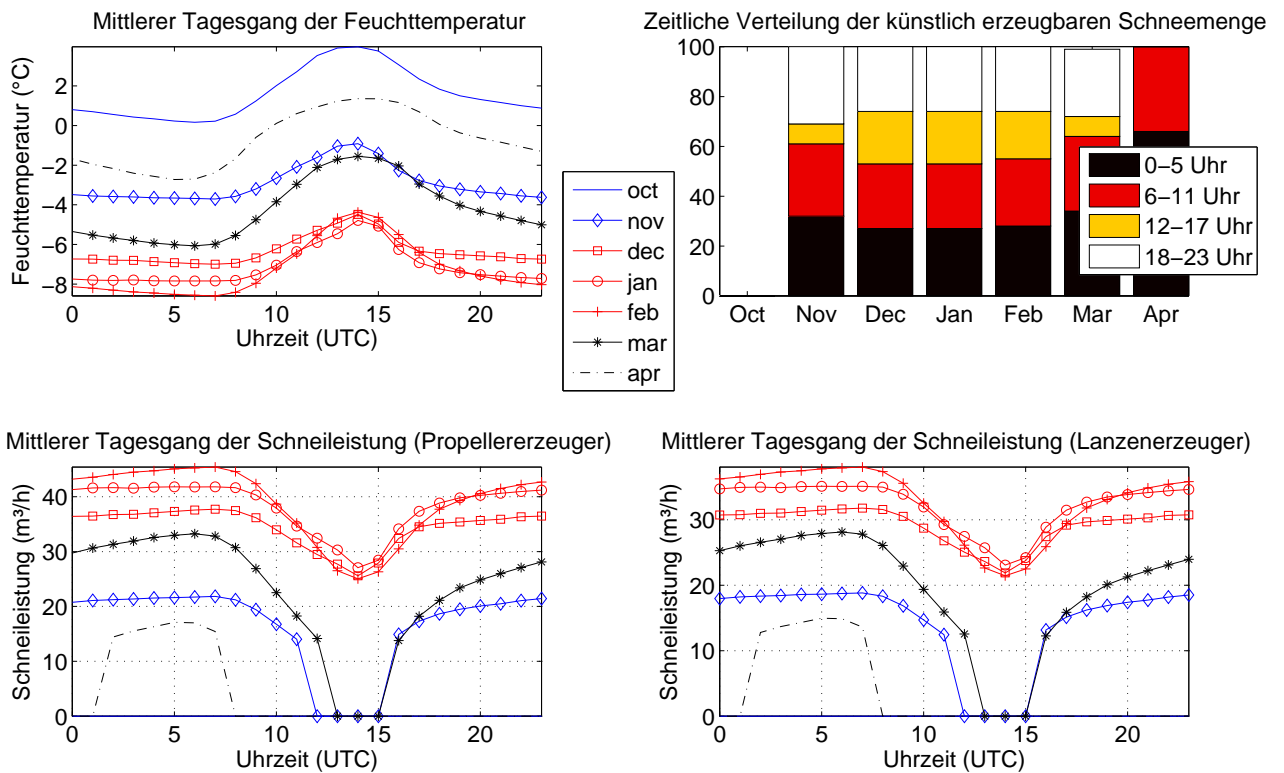 Mittlerer Tagesgang der Feuchttemperatur
Feuchttemperatur (°C)
2
0
−2
−4
−6
−8
0 5 10 15 20
Uhrzeit (UTC)
oct
nov
dec
jan
feb
mar
apr
Zeitliche Verteilung der künstlich erzeugbaren Schneemenge
100
80
60
40
20
0
Oct Nov Dec Jan Feb Mar Apr
0−5 Uhr
6−11 Uhr
12−17 Uhr
18−23 Uhr
Mittlerer Tagesgang der Schneileistung (Propellererzeuger)
Schneileistung (m³/h)
40
30
20
10
0
0 5 10 15 20
Uhrzeit (UTC)
Mittlerer Tagesgang der Schneileistung (Lanzenerzeuger)
Schneileistung (m³/h)
30
20
10
0
0 5 10 15 20
Uhrzeit (UTC)